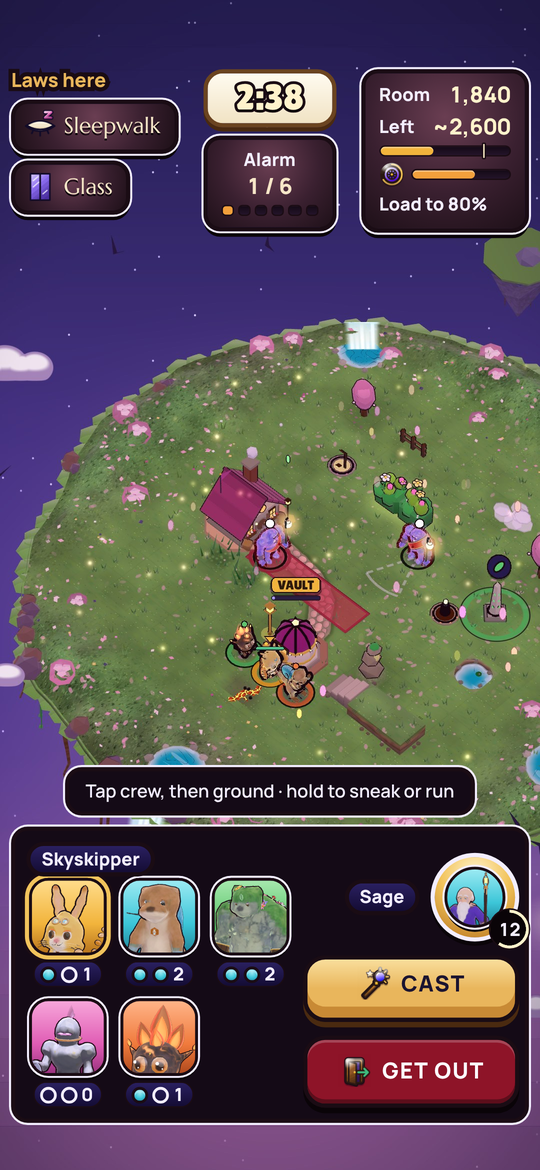 Laws here
Sleepwalk
Glass
2:38
Alarm
1 / 6
Room 1,840
Left ~2,600
Load to 80%
VAULT
Tap crew, then ground · hold to sneak or run
Skyskipper
1
2
2
0
1
Sage
12
CAST
GET OUT